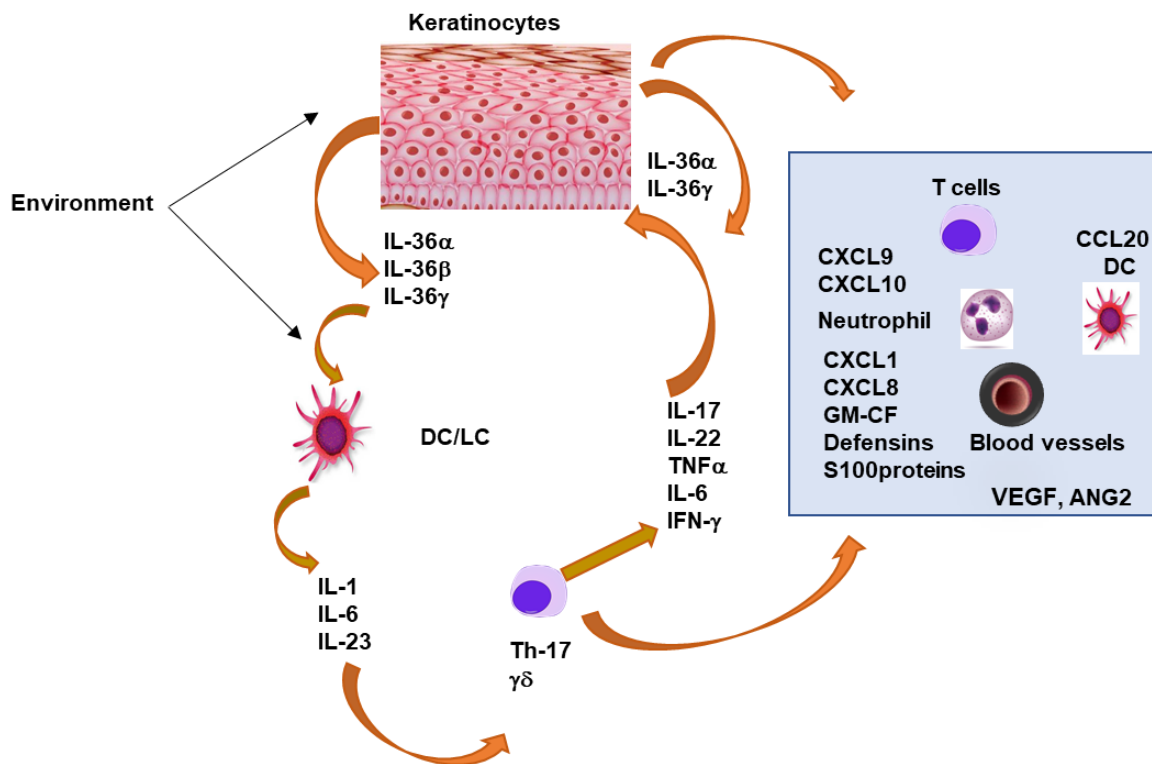 Keratinocytes
Environment
IL-36α
IL-36β
IL-36γ
IL-36α
IL-36γ
DC/LC
IL-1
IL-6
IL-23
Th-17
γδ
IL-17
IL-22
TNFα
IL-6
IFN-γ
T cells
CXCL9
CXCL10
CCL20
DC
Neutrophil
CXCL1
CXCL8
GM-CF
Defensins
S100proteins
Blood vessels
VEGF, ANG2